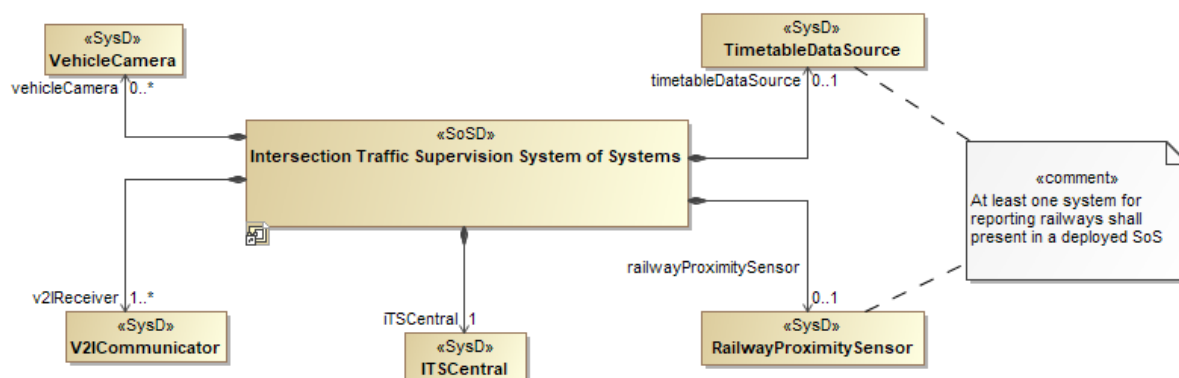 «SysD»
VehicleCamera
vehicleCamera 0..*
«SysD»
TimetableDataSource
timetableDataSource 0..1
«SoSD»
Intersection Traffic Supervision System of Systems
«comment»
At least one system for
reporting railways shall
present in a deployed SoS
v2IReceiver 1..*
«SysD»
V2ICommunicator
iTSCentral 1
«SysD»
ITSCentral
railwayProximitySensor
0..1
«SysD»
RailwayProximitySensor